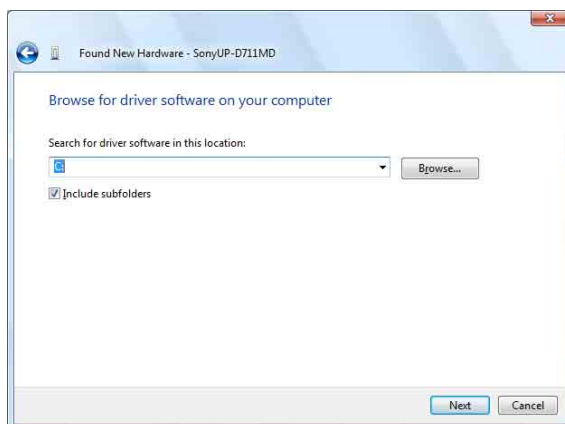 Found New Hardware - SonyUP-D711MD
Browse for driver software on your computer
Search for driver software in this location:
C:
Browse...
Include subfolders
Next
Cancel